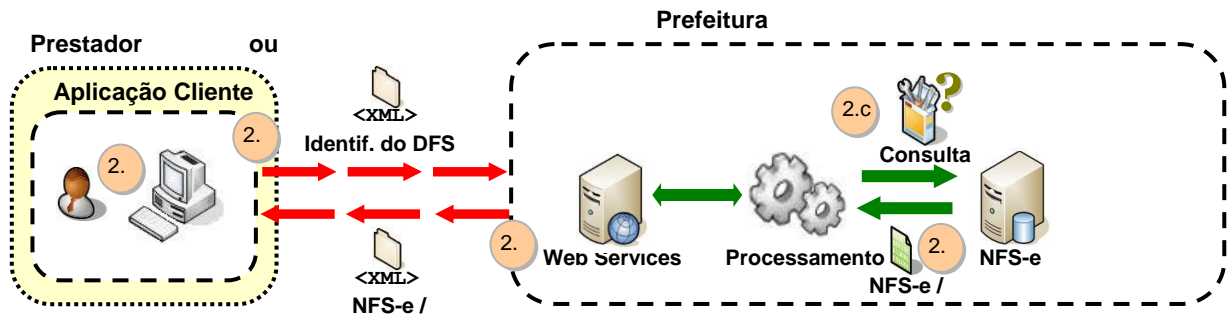 Prefeitura
Prestador ou
Aplicação Cliente
<XML>
Identif. do DFS
2.
2.
2.c
?
Consulta
2.
Web Services
Processamento
2.
NFS-e
NFS-e /
<XML>
NFS-e /